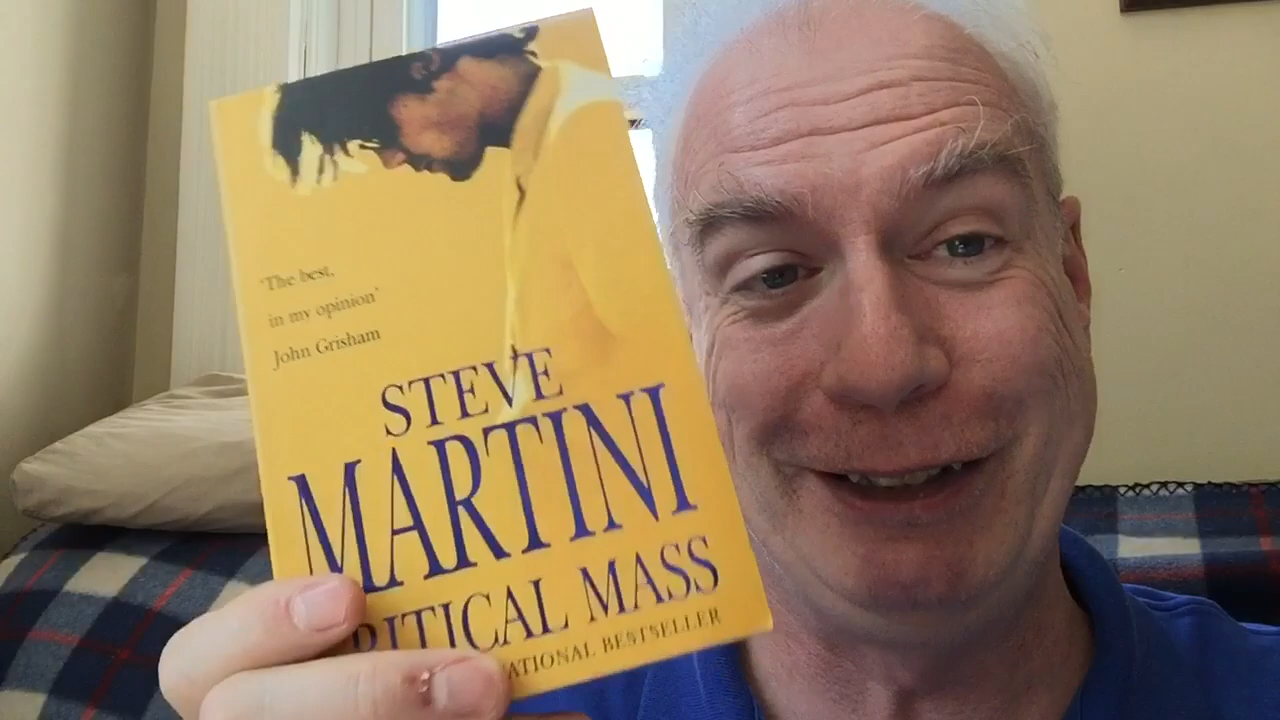 'The best,
in my opinion'
John Grisham
STEVE
MARTINI
RITICAL MASS
NATIONAL BESTSELLER